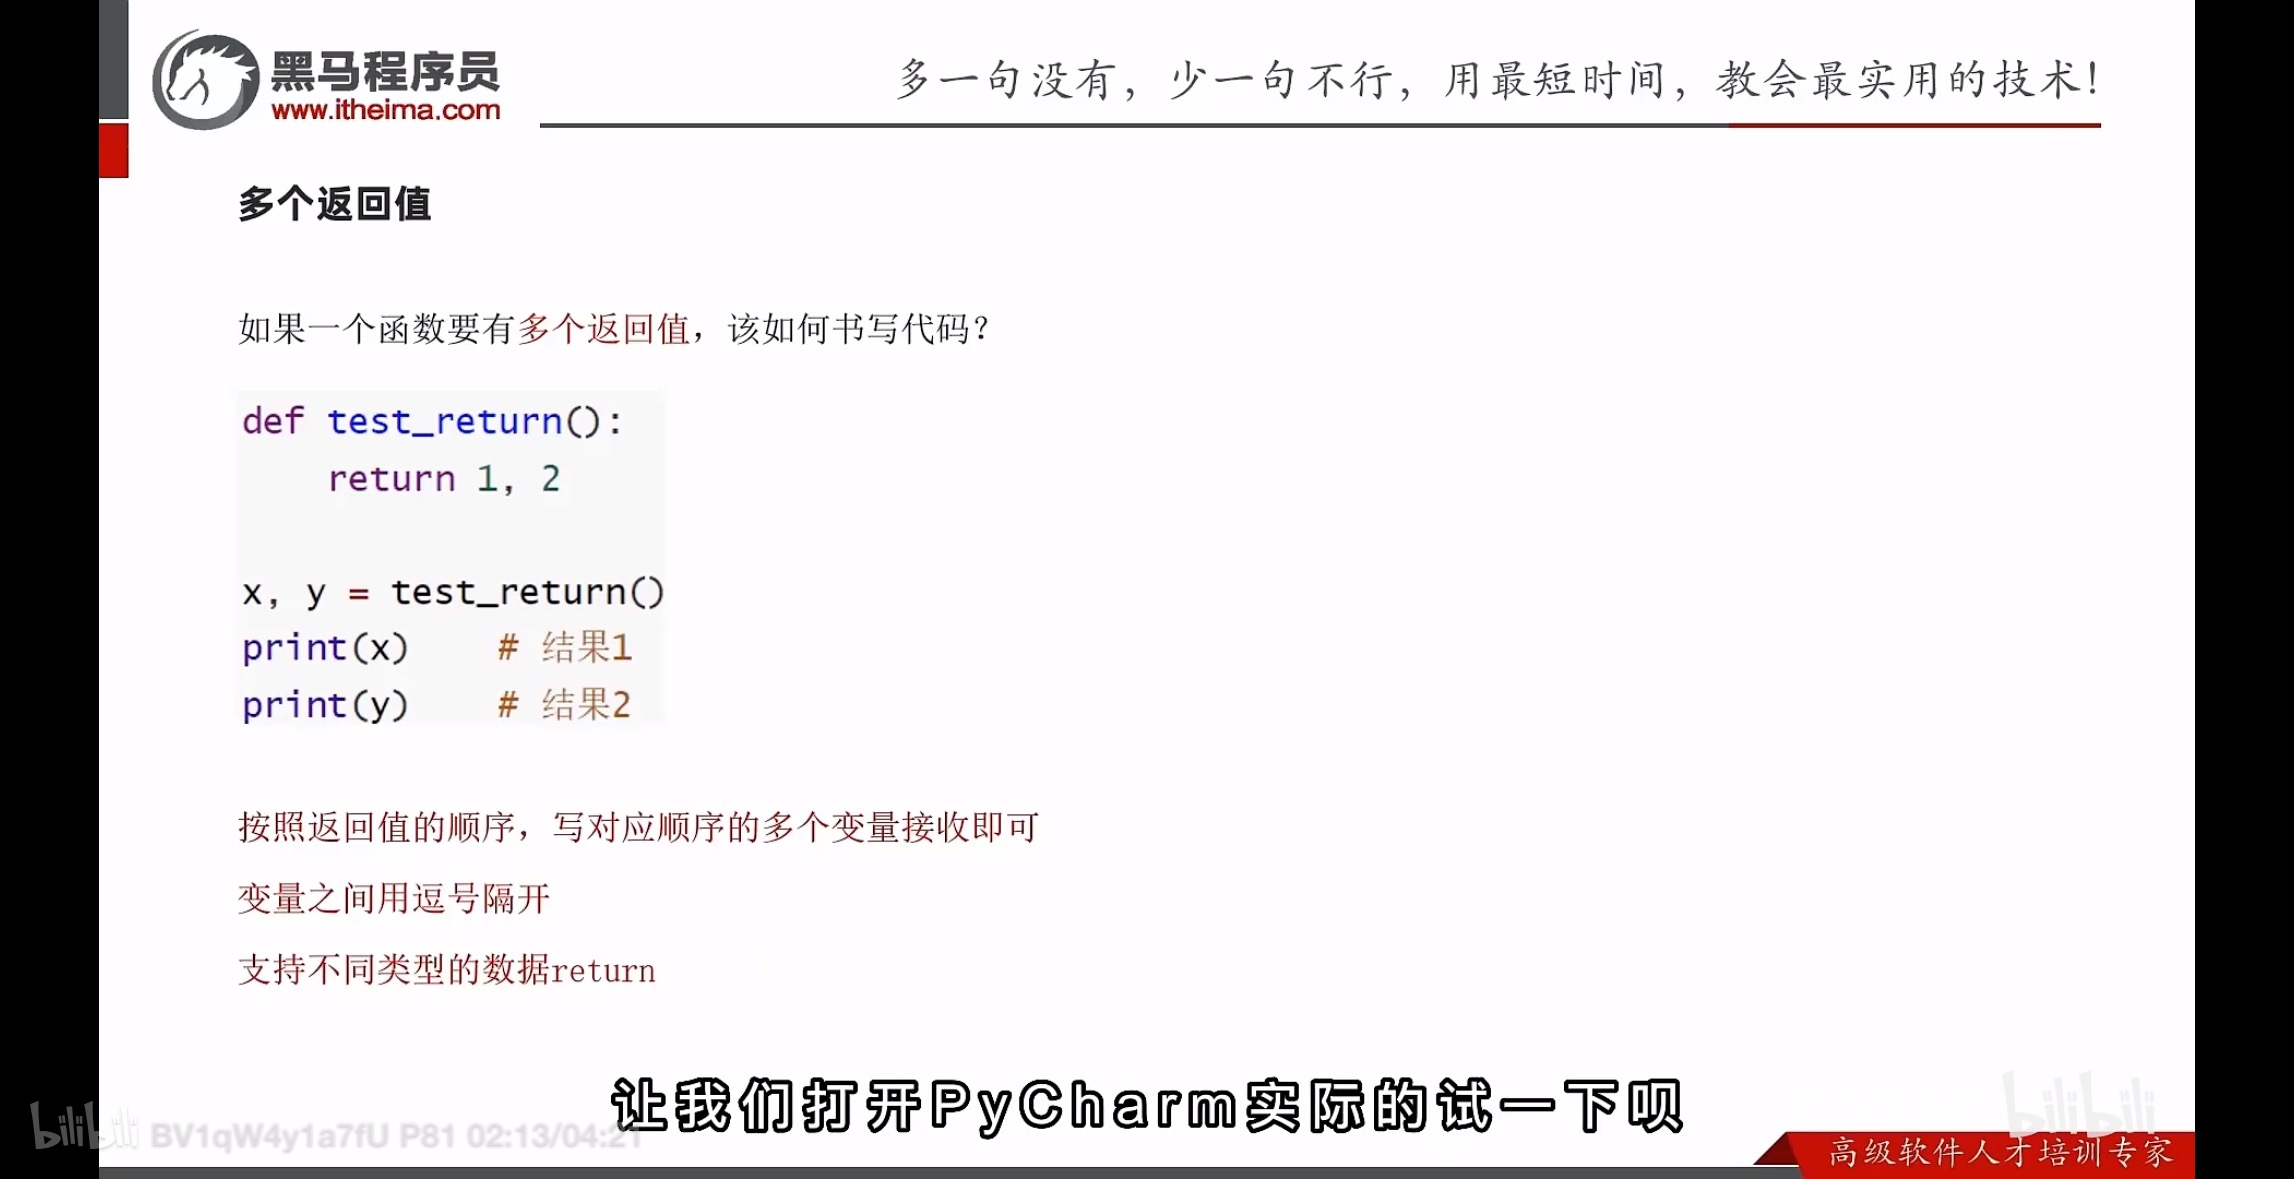 黑马程序员
www.itheima.com
多一句没有，少一句不行，用最短时间，教会最实用的技术！
多个返回值
如果一个函数要有多个返回值，该如何书写代码？
def test_return():
    return 1, 2
x, y = test_return()
print(x)    # 结果1
print(y)    # 结果2
按照返回值的顺序，写对应顺序的多个变量接收即可
变量之间用逗号隔开
支持不同类型的数据return
让我们打开PyCharm实际的试一下呗
bilibili BV1qW4y1a7fU P81 02:13/04:21
bilibili
高级软件人才培训专家